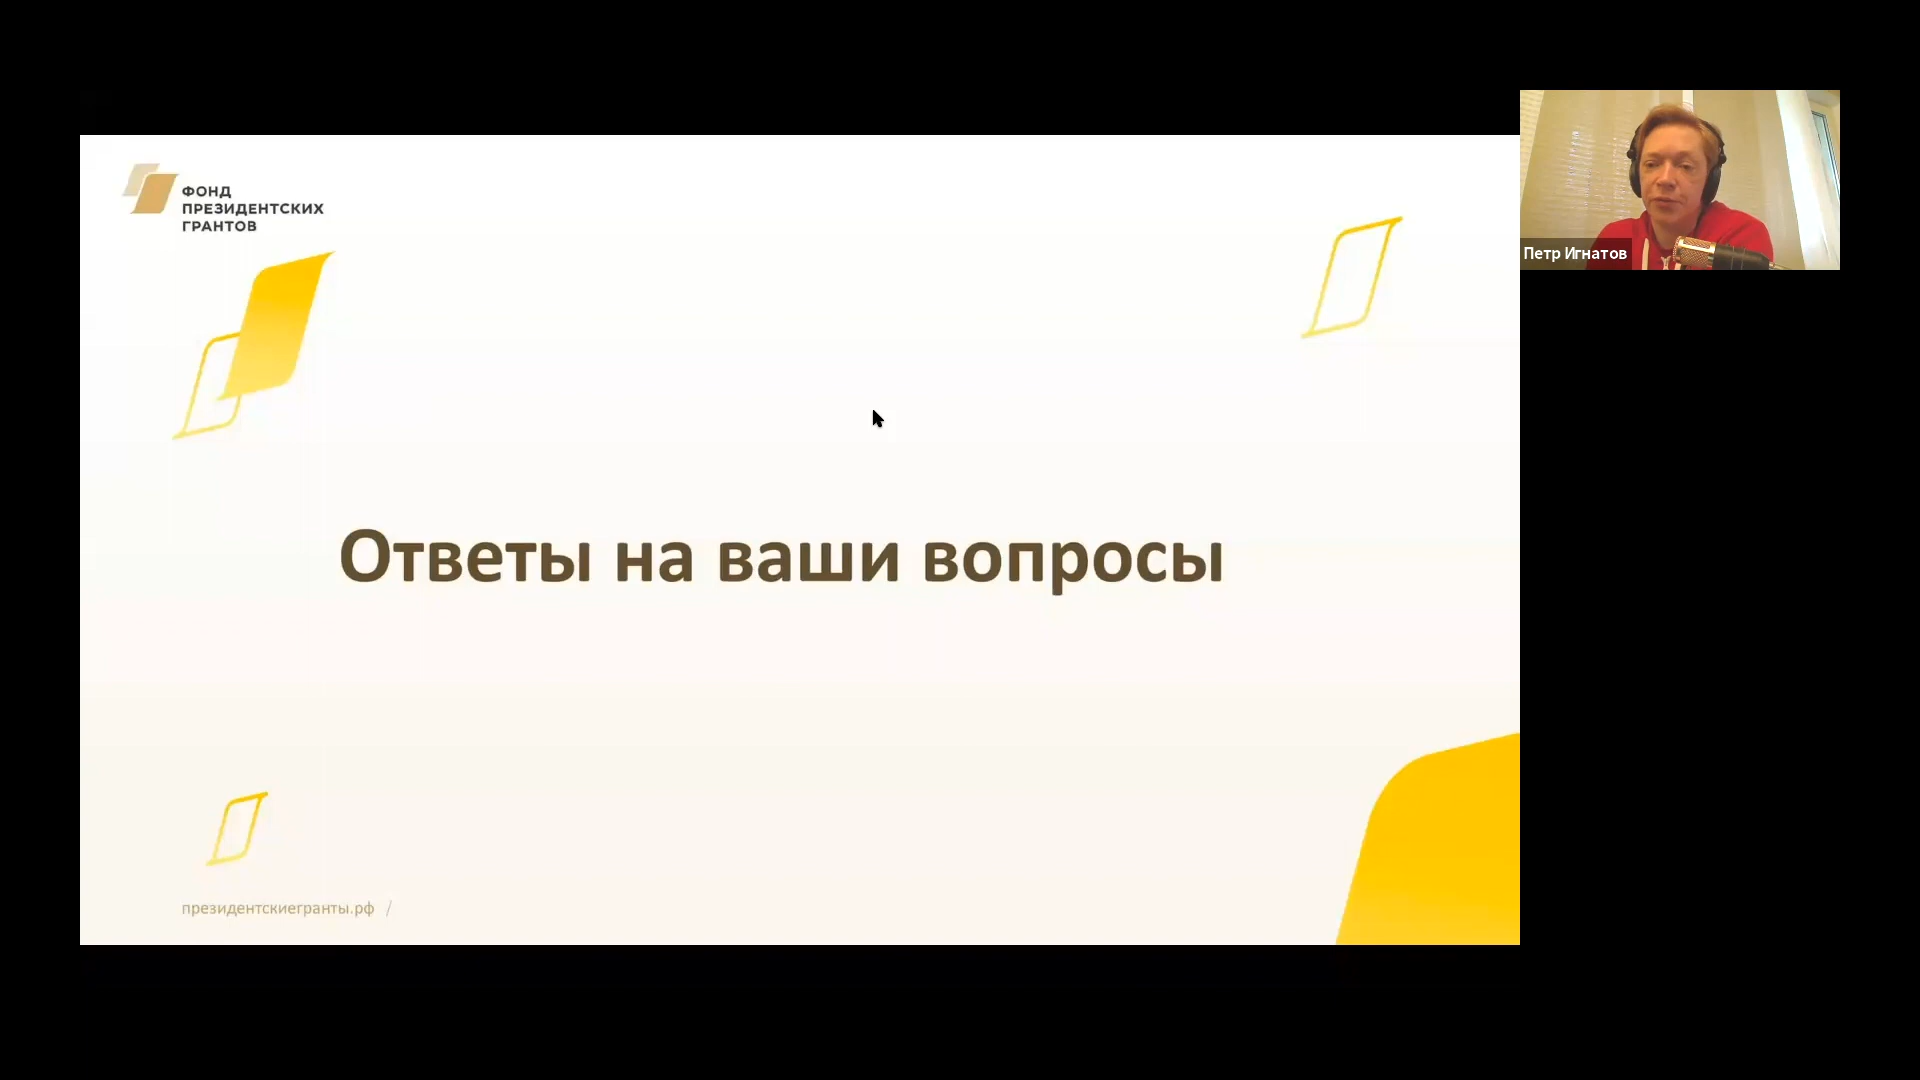 ФОНД
ПРЕЗИДЕНТСКИХ
ГРАНТОВ
Петр Игнатов
Ответы на ваши вопросы
президентскиегранты.рф /